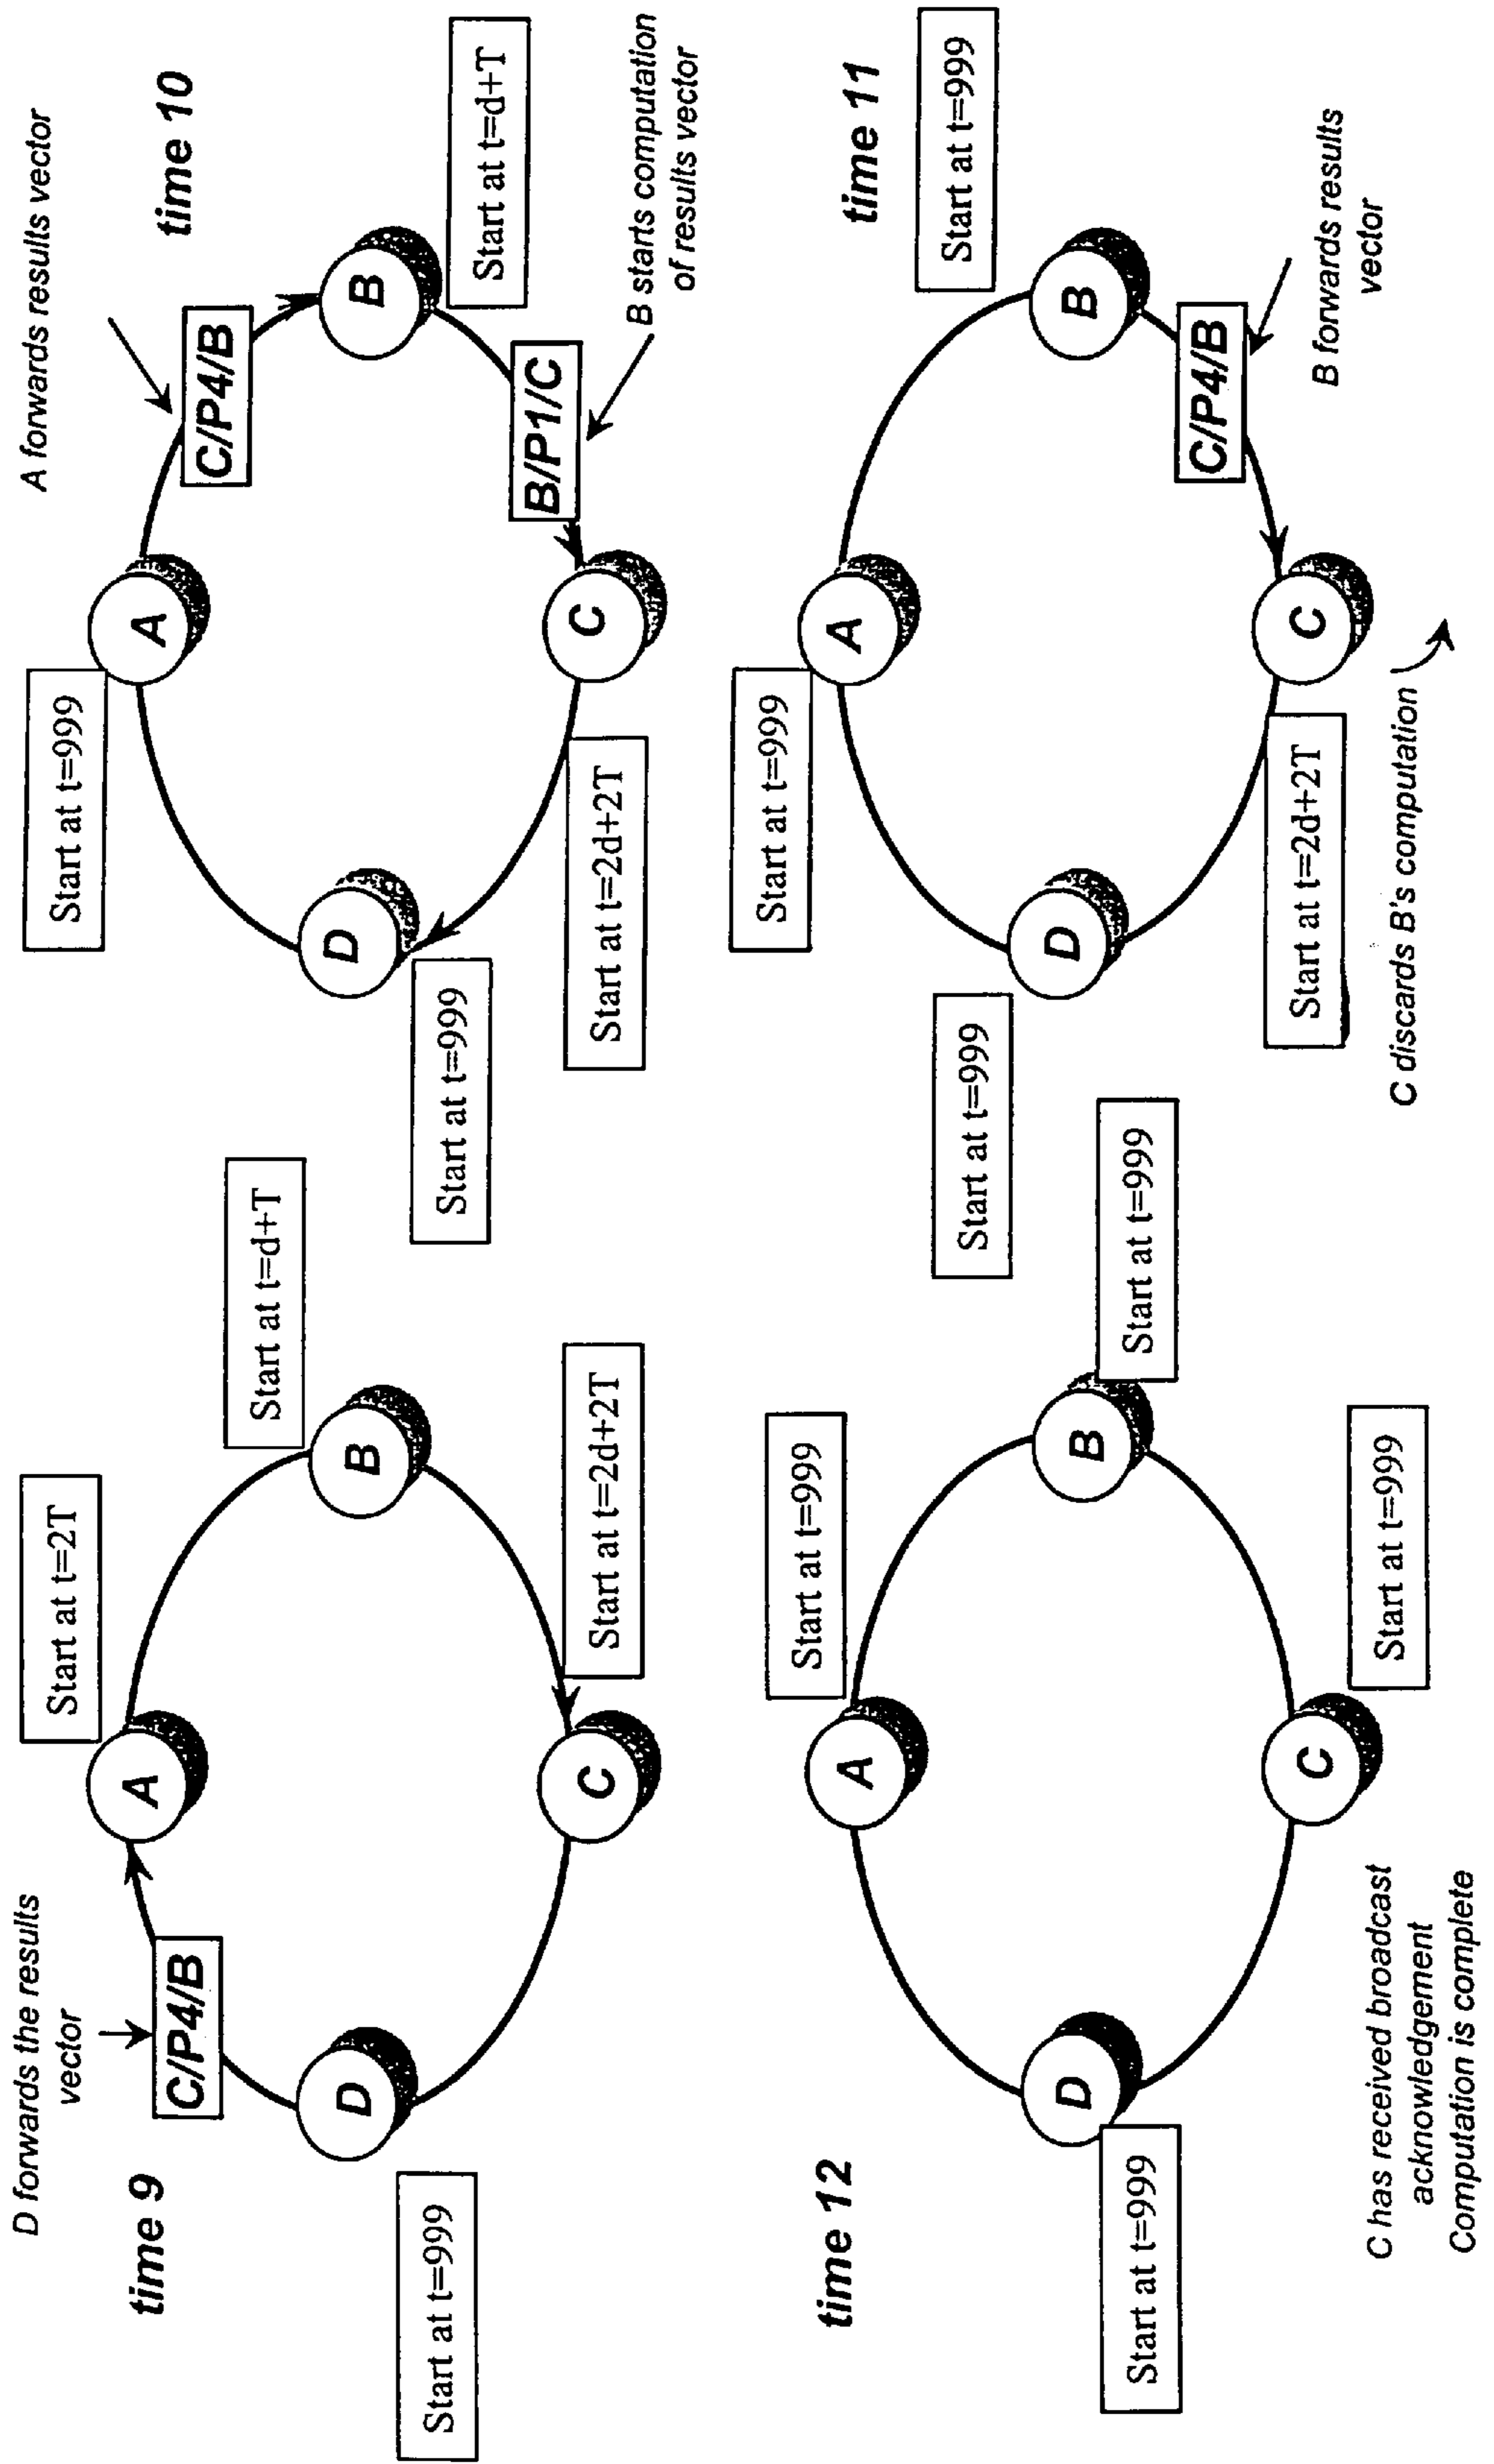 D forwards the results
vector
time 9
C/P4/B
A
Start at t=2T
B
Start at t=d+T
D
Start at t=999
C
Start at t=2d+2T
A forwards results vector
time 10
Start at t=999
A
C/P4/B
B
Start at t=d+T
D
Start at t=999
B/P1/C
C
Start at t=2d+2T
B starts computation
of results vector
time 12
A
Start at t=999
B
Start at t=999
D
Start at t=999
C
Start at t=999
C has received broadcast
acknowledgement
Computation is complete
time 11
Start at t=999
A
B
Start at t=999
D
Start at t=999
C/P4/B
B forwards results
vector
C
Start at t=2d+2T
C discards B's computation